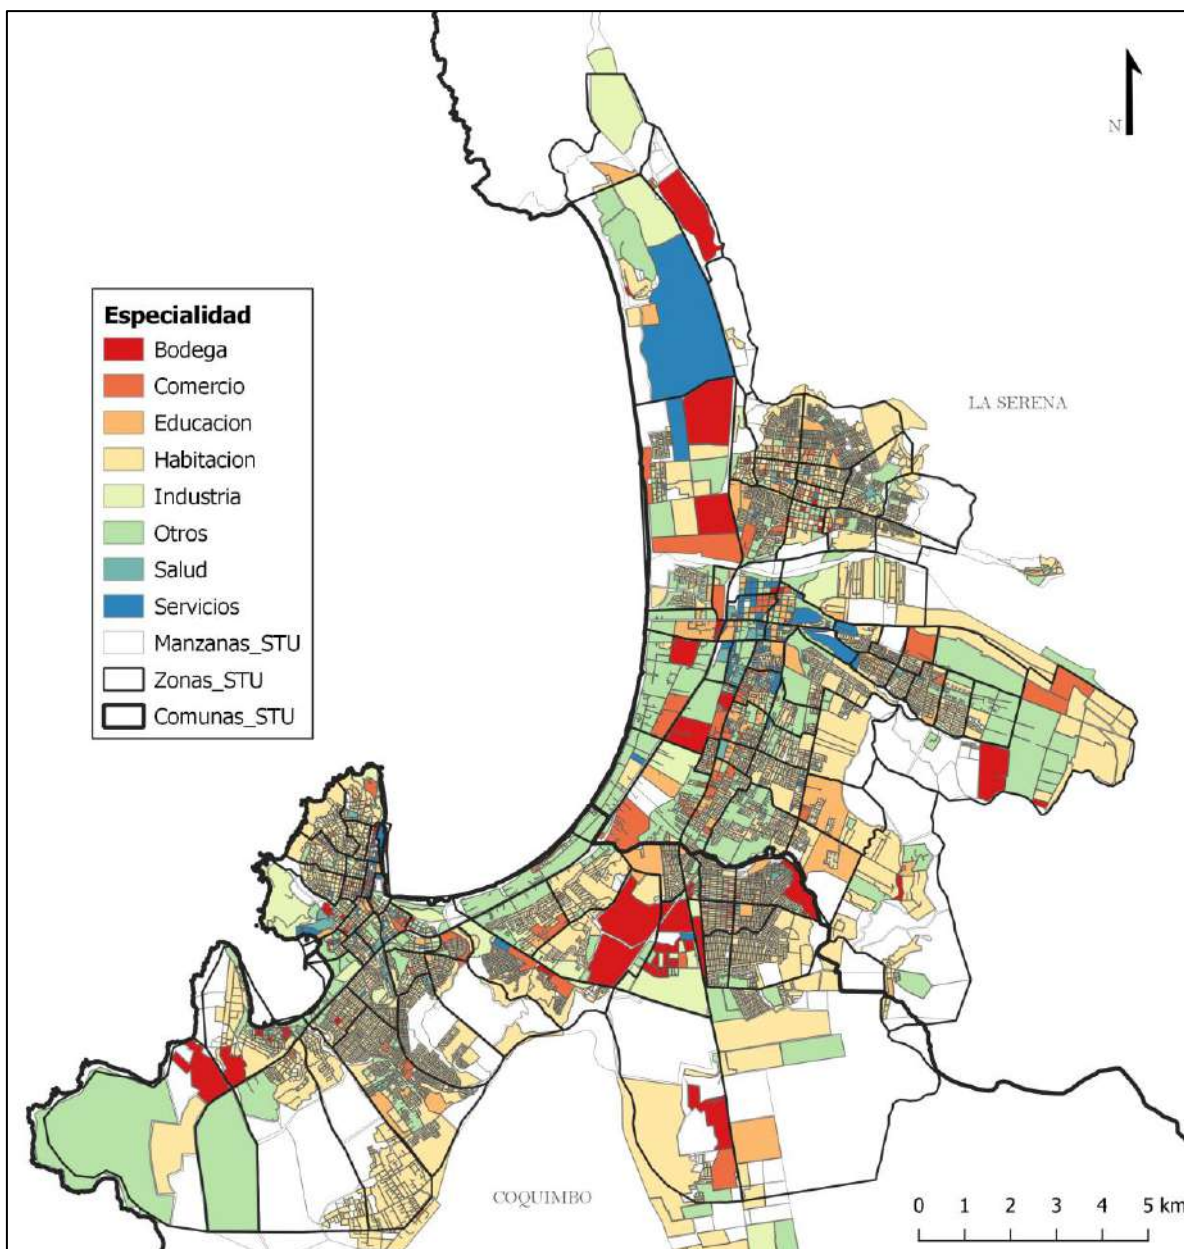 N
LA SERENA
Especialidad
Bodega
Comercio
Educacion
Habitacion
Industria
Otros
Salud
Servicios
Manzanas_STU
Zonas_STU
Comunas_STU
COQUIMBO
0 1 2 3 4 5 km